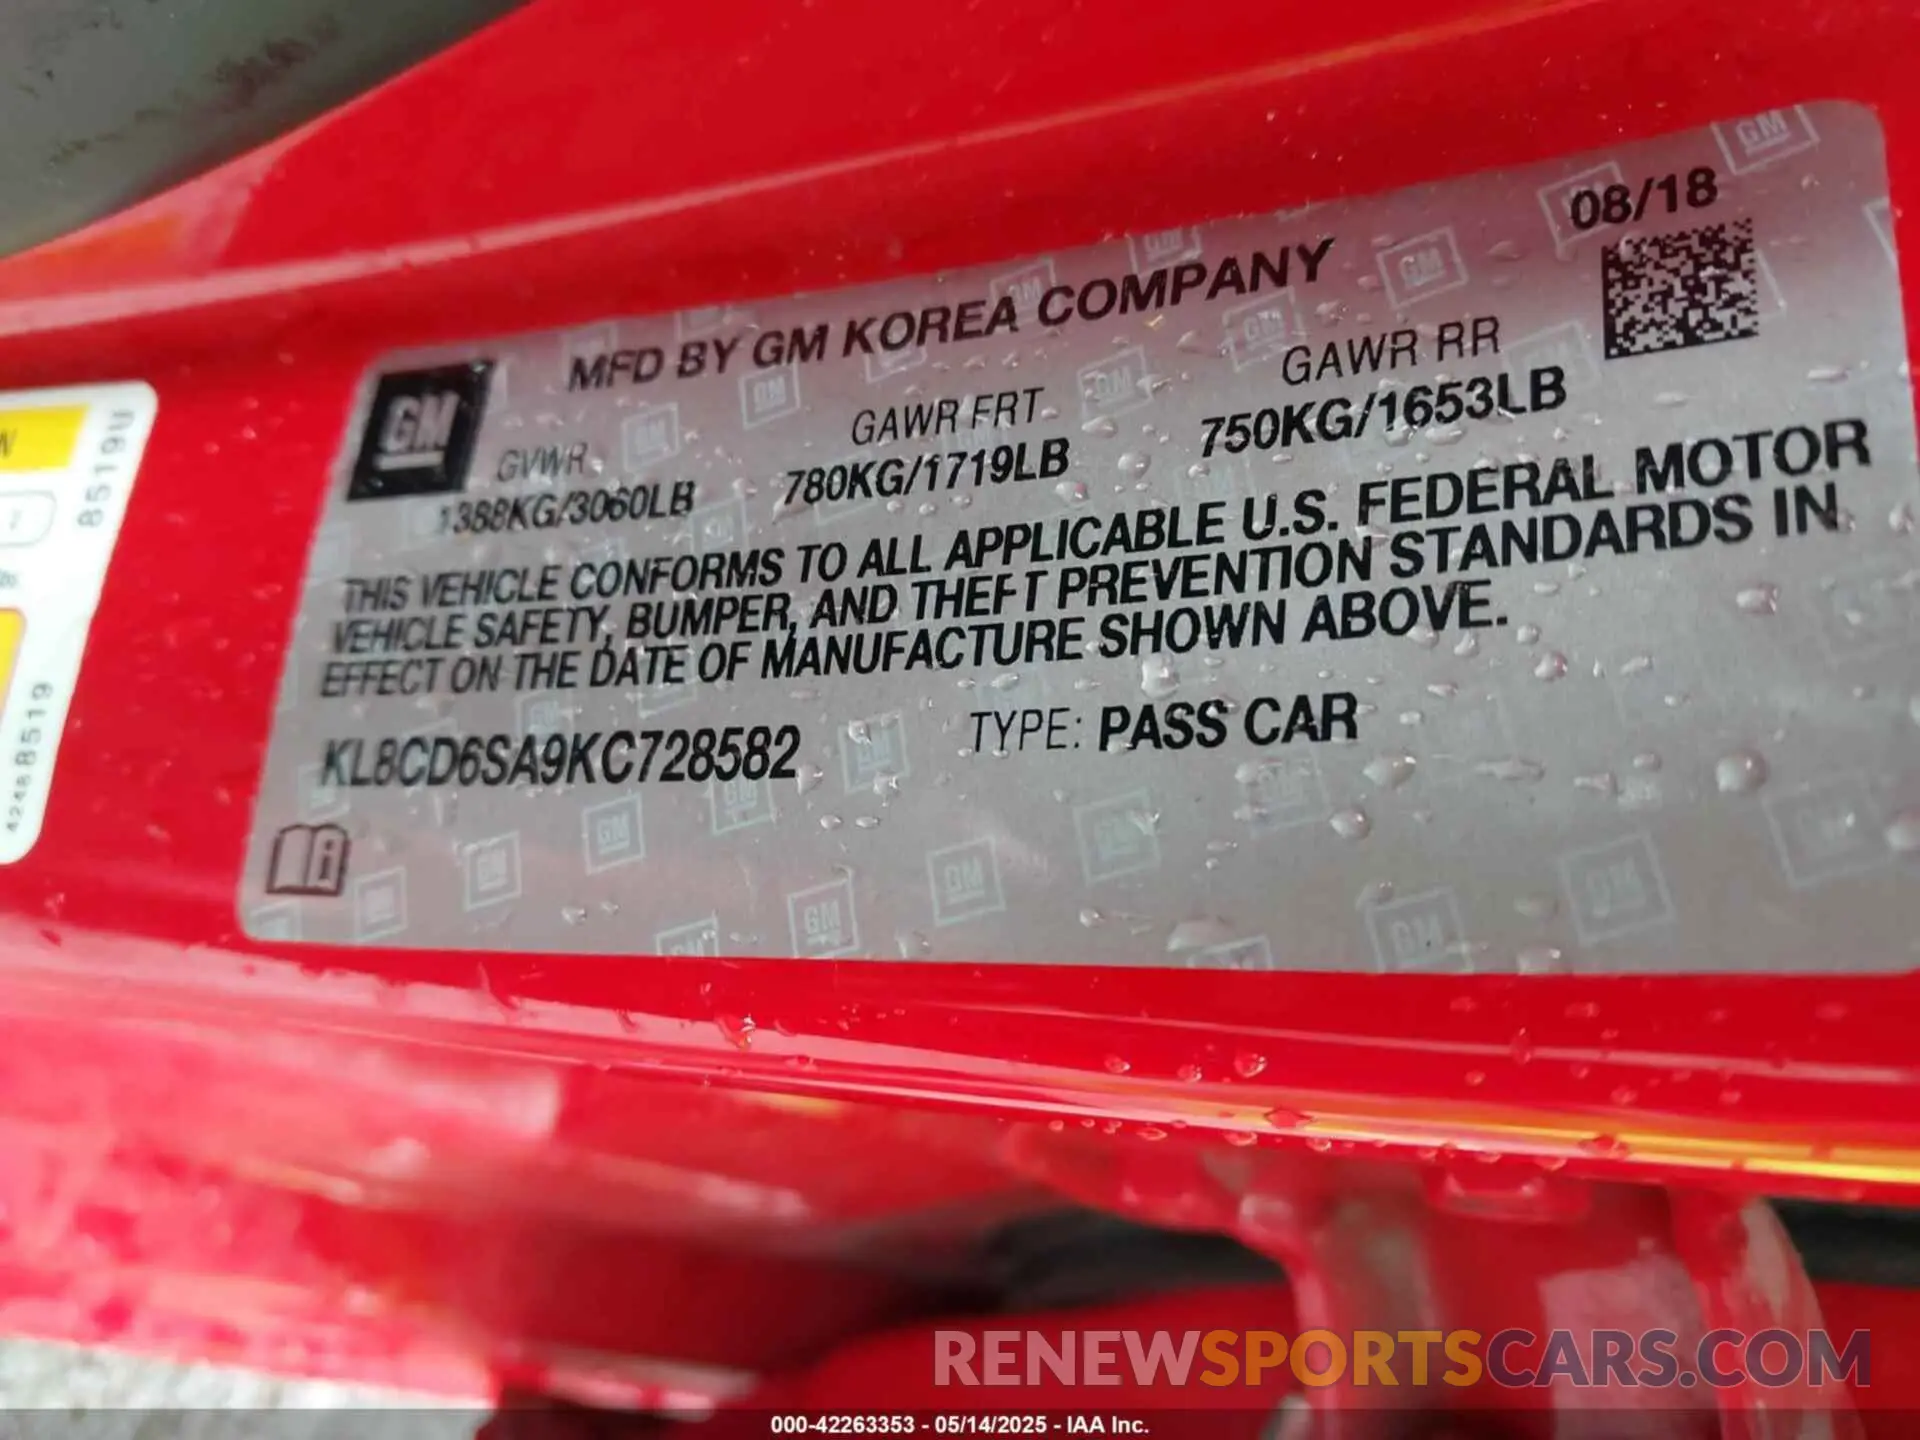 08/18
MFD BY GM KOREA COMPANY
GM
GVWR
GAWR FRT
GAWR RR
1388KG/3060LB
780KG/1719LB
750KG/1653LB
THIS VEHICLE CONFORMS TO ALL APPLICABLE U.S. FEDERAL MOTOR
VEHICLE SAFETY, BUMPER, AND THEFT PREVENTION STANDARDS IN
EFFECT ON THE DATE OF MANUFACTURE SHOWN ABOVE.
KL8CD6SA9KC728582
TYPE: PASS CAR
8519U
42468519
RENEWSPORTSCARS.COM
000-42263353 - 05/14/2025 - IAA Inc.